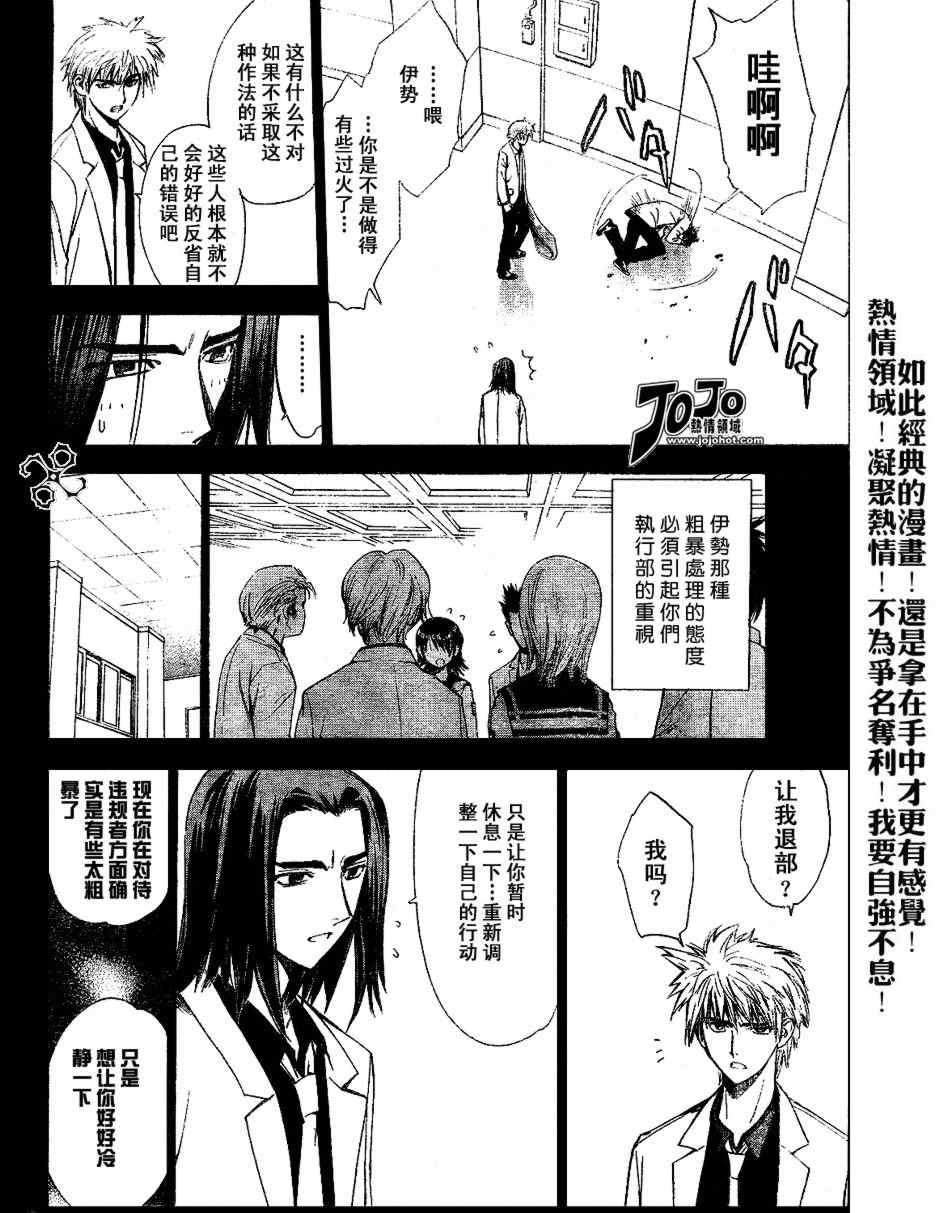 哇啊啊
……喂
伊势
…你是不是做得
有些过火了…
这有什么不对
如果不采取这
种作法的话
这些人根本就不
会好好的反省自
己的错误吧
………
JOJO
熱情領域
www.jojohot.com
伊勢那種
粗暴處理的態度
必須引起你們
執行部的重視
让我退部？
我吗？
只是让你暂时
休息一下…重新调
整一下自己的行动
现在你在对待
违规者方面确
实是有些太粗
暴了
只是
想让你好好冷
静一下
如此經典的漫畫！還是拿在手中才更有感覺！
熱情領域！凝聚熱情！不為爭名奪利！我要自強不息！